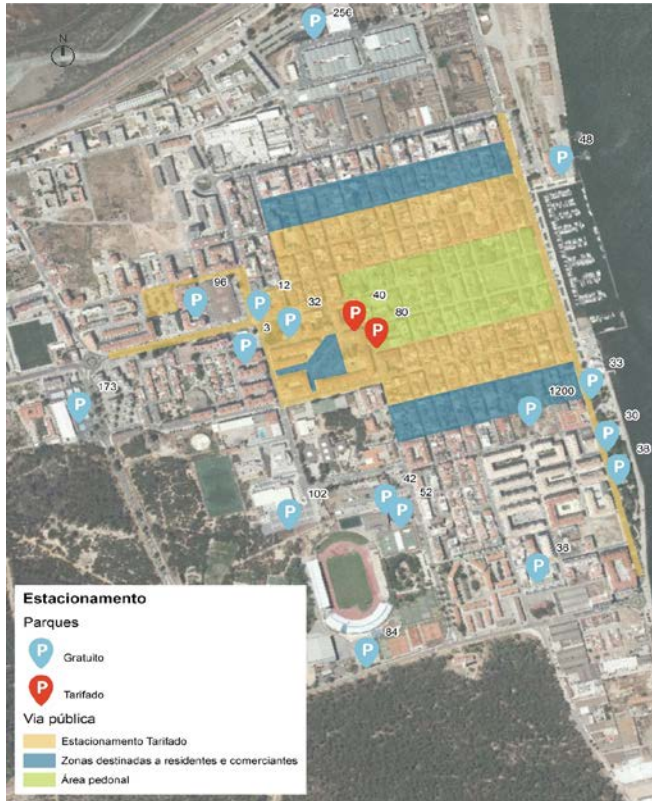 256
N
48
96
12
32
40
80
3
33
1200
173
30
38
42
52
102
36
84
Estacionamento
Parques
P Gratuito
P Tarifado
Via pública
Estacionamento Tarifado
Zonas destinadas a residentes e comerciantes
Área pedonal